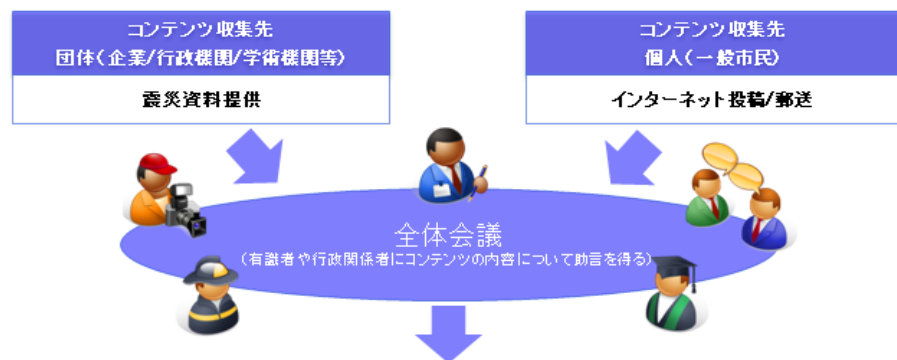 コンテンツ収集先
団体(企業/行政機関/学術機関等)
震災資料提供
コンテンツ収集先
個人(一般市民)
インターネット投稿/郵送
全体会議
(有識者や行政関係者にコンテンツの内容について助言を得る)